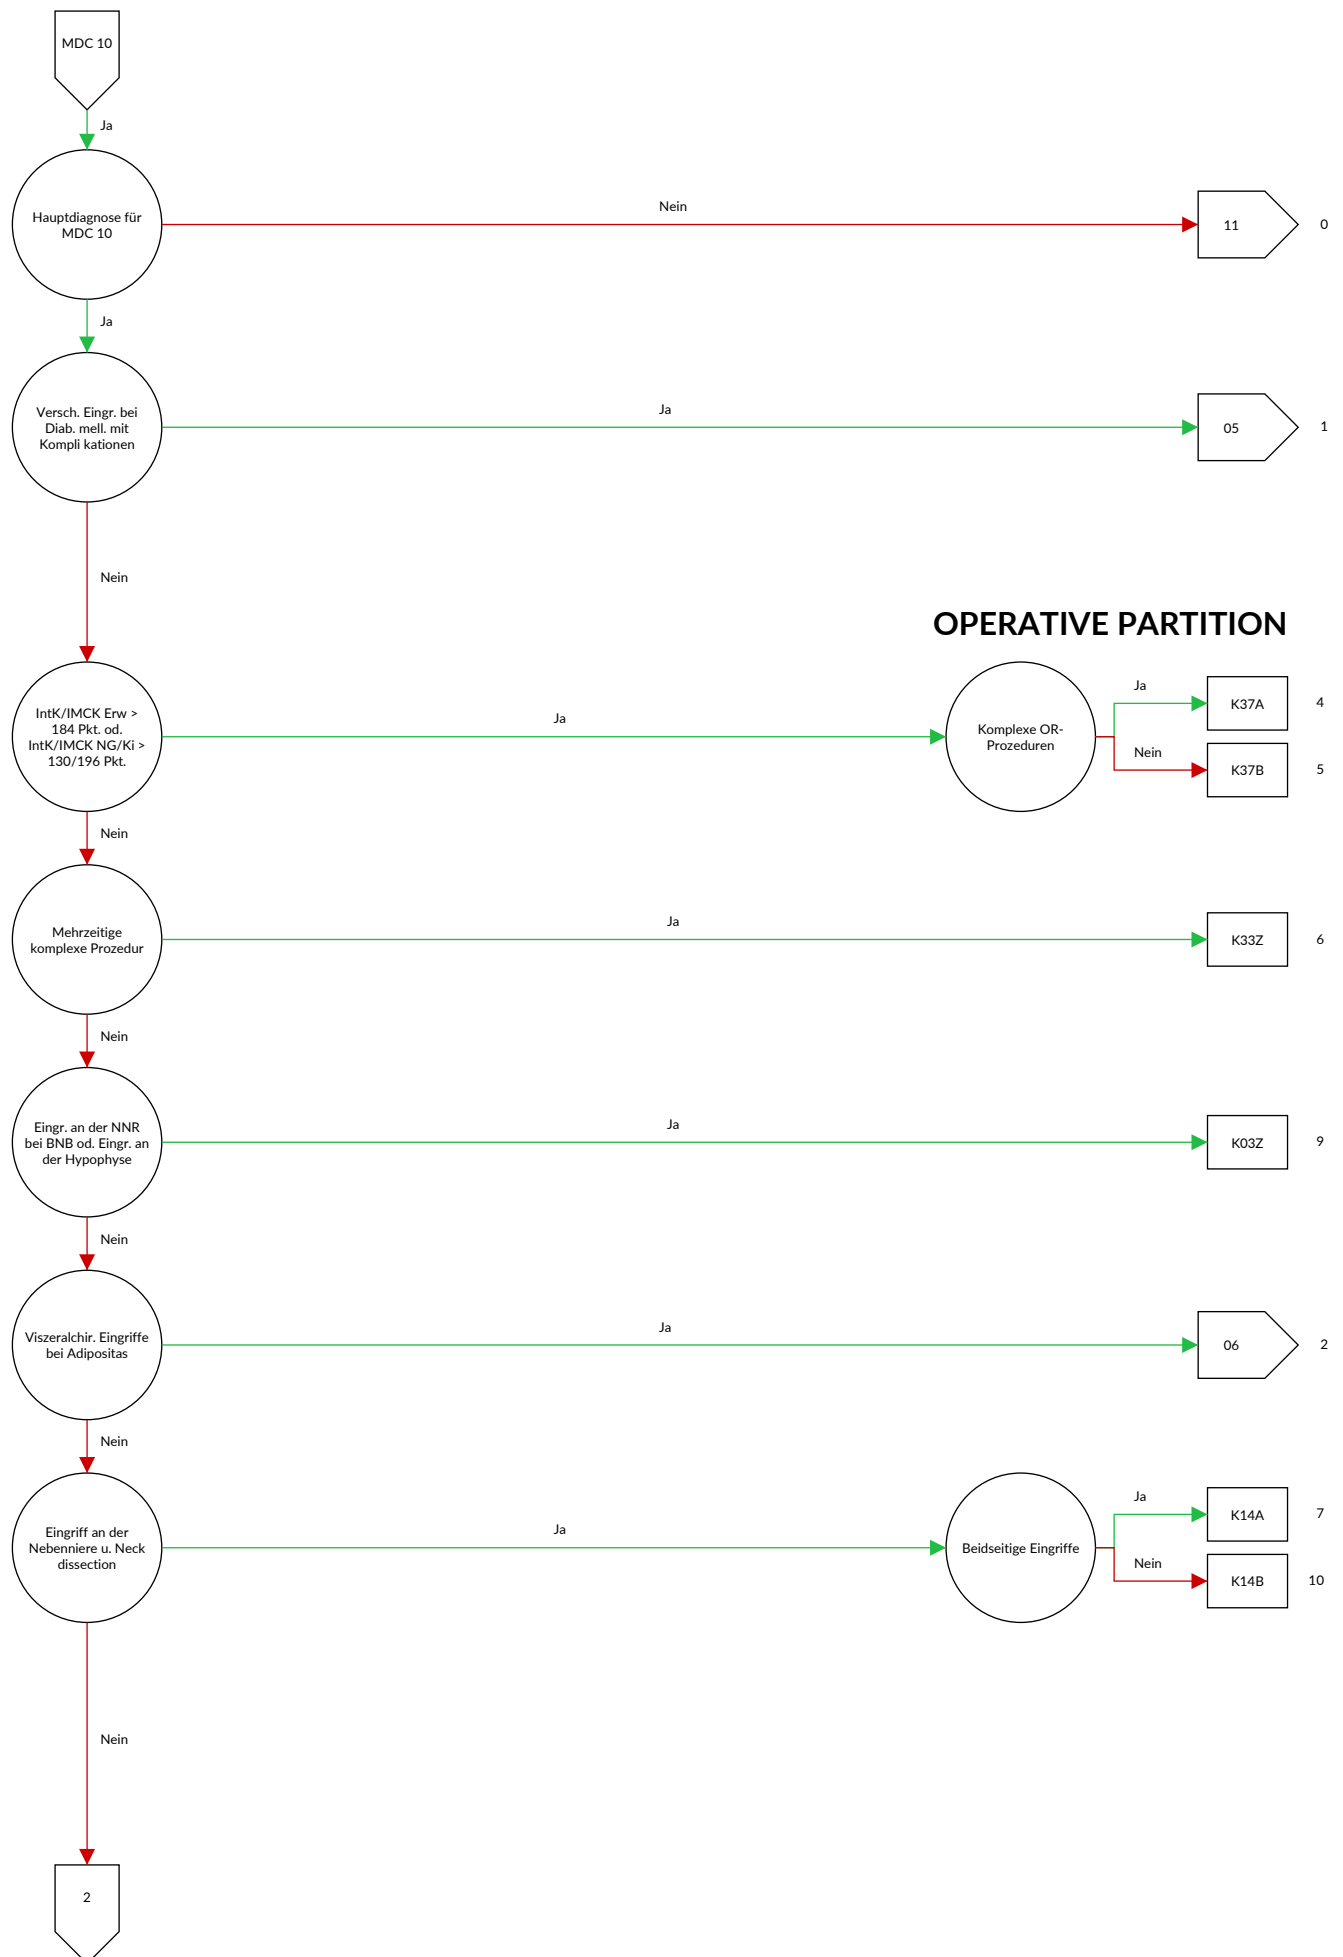 MDC 10
Ja
Hauptdiagnose für
MDC 10
Nein
11
0
Ja
Versch. Eingr. bei
Diab. mell. mit
Kompli kationen
Ja
05
1
Nein
OPERATIVE PARTITION
IntK/IMCK Erw >
184 Pkt. od.
IntK/IMCK NG/Ki >
130/196 Pkt.
Ja
Komplexe OR-
Prozeduren
Ja
K37A
4
Nein
K37B
5
Nein
Mehrzeitige
komplexe Prozedur
Ja
K33Z
6
Nein
Eingr. an der NNR
bei BNB od. Eingr. an
der Hypophyse
Ja
K03Z
9
Nein
Viszeralchir. Eingriffe
bei Adipositas
Ja
06
2
Nein
Eingriff an der
Nebenniere u. Neck
dissection
Ja
Beidseitige Eingriffe
Ja
K14A
7
Nein
K14B
10
Nein
2